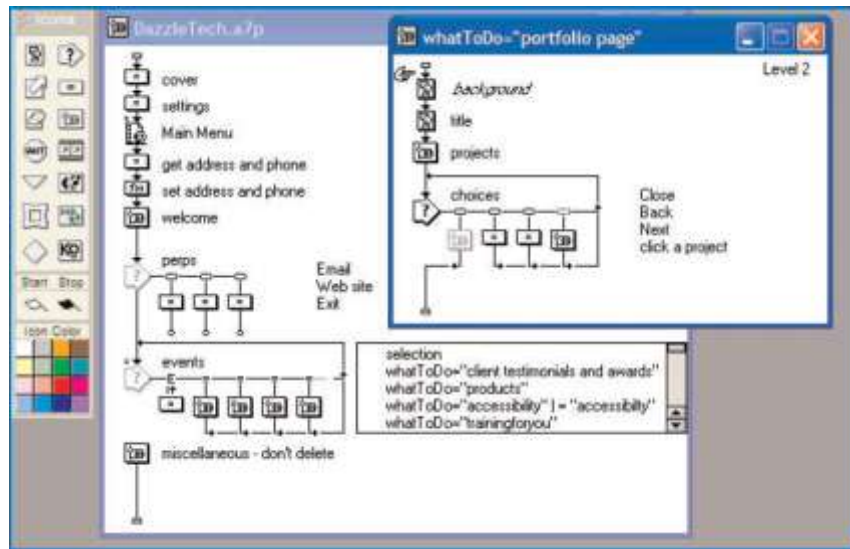 Icons
DazzleTech.a7p
cover
settings
Main Menu
get address and phone
set address and phone
welcome
perps
Email
Web site
Exit
events
selection
whatToDo="client testimonials and awards"
whatToDo="products"
whatToDo="accessibility" | = "accessibilty"
whatToDo="trainingforyou"
miscellaneous - don't delete
Start Stop
Icon Color
whatToDo="portfolio page"
Level 2
background
title
projects
choices
Close
Back
Next
click a project